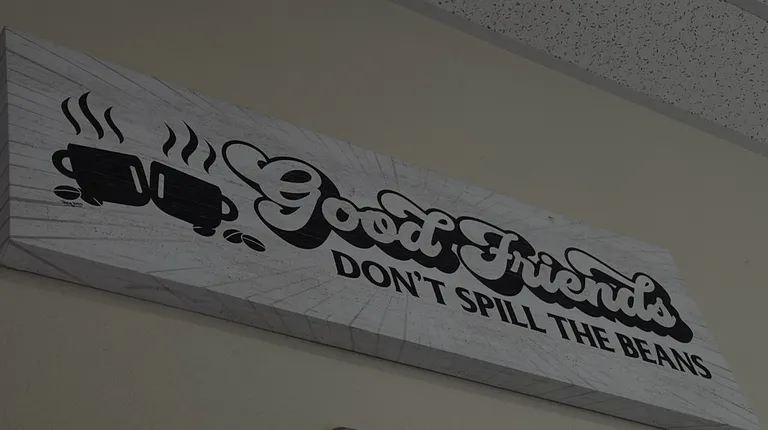 Good Friends
DON'T SPILL THE BEANS